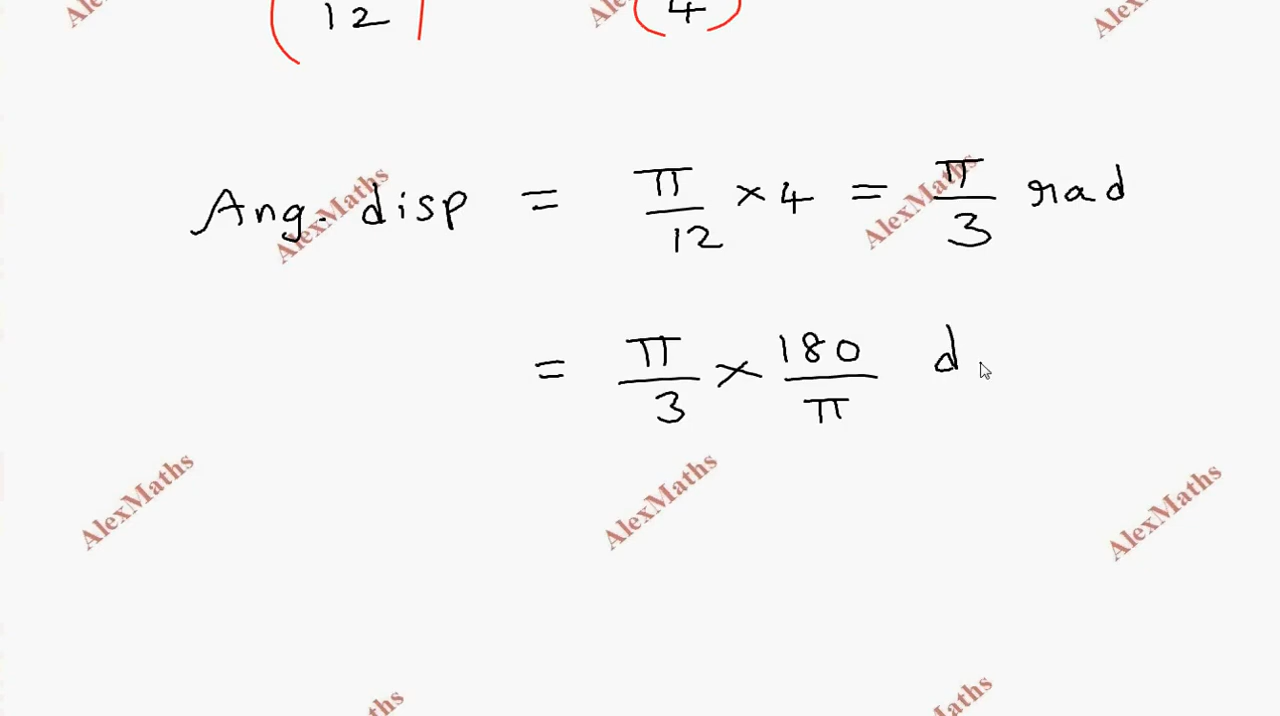 12 4
Ang. disp = π/12 × 4 = π/3 rad
= π/3 × 180/π d
AlexMaths
AlexMaths
AlexMaths
AlexMaths
AlexMaths